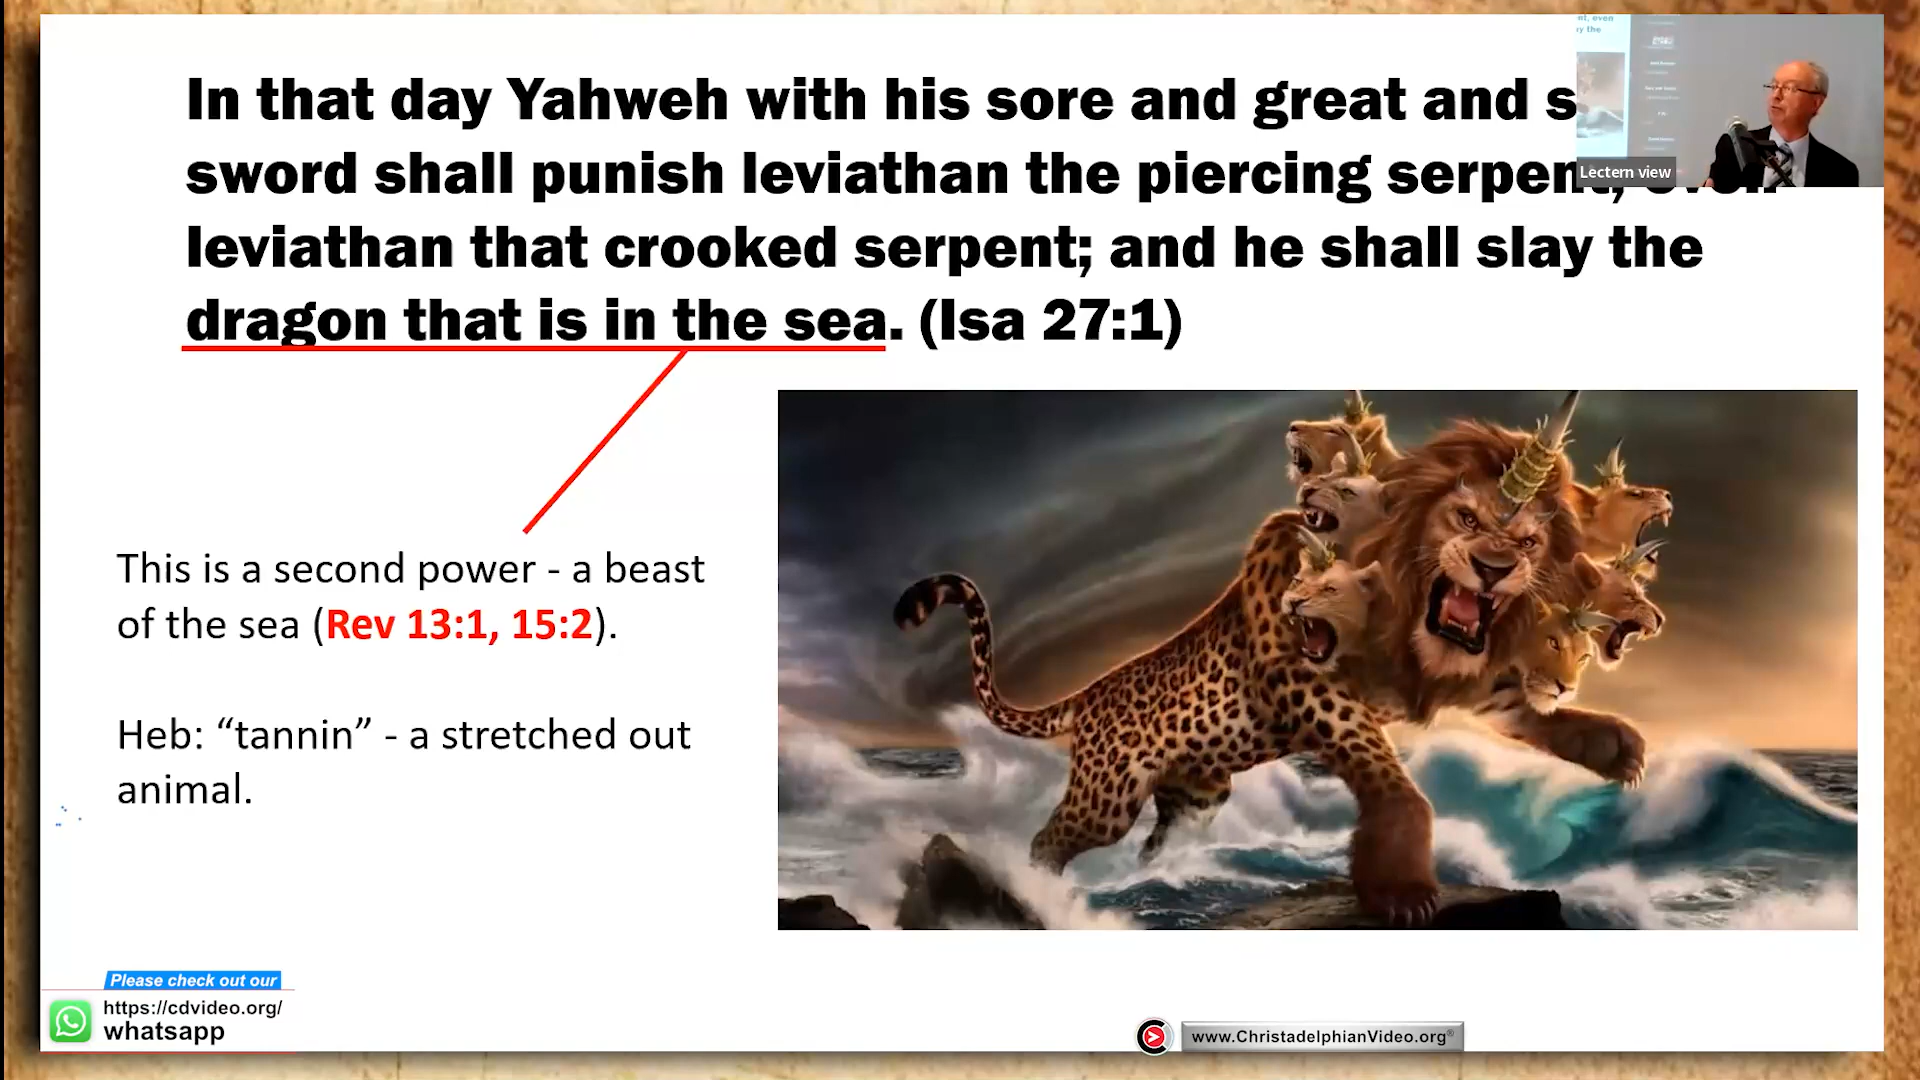 In that day Yahweh with his sore and great and s
sword shall punish leviathan the piercing serpent,
leviathan that crooked serpent; and he shall slay the
dragon that is in the sea. (Isa 27:1)
Lectern view
This is a second power - a beast
of the sea (Rev 13:1, 15:2).
Heb: “tannin” - a stretched out
animal.
Please check out our
https://cdvideo.org/
whatsapp
www.ChristadelphianVideo.org®